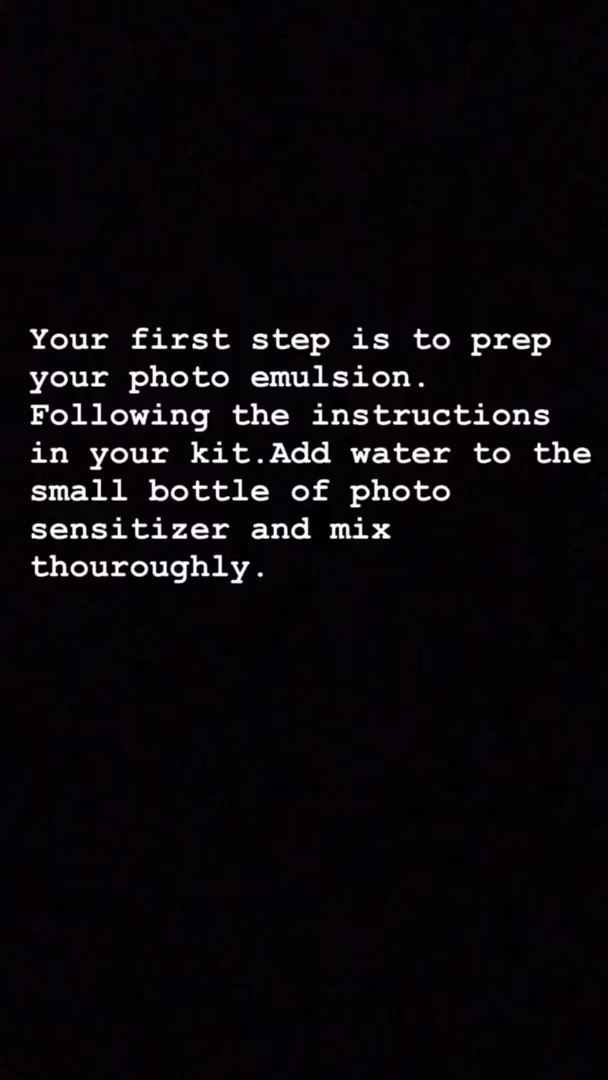 Your first step is to prep
your photo emulsion.
Following the instructions
in your kit.Add water to the
small bottle of photo
sensitizer and mix
thouroughly.